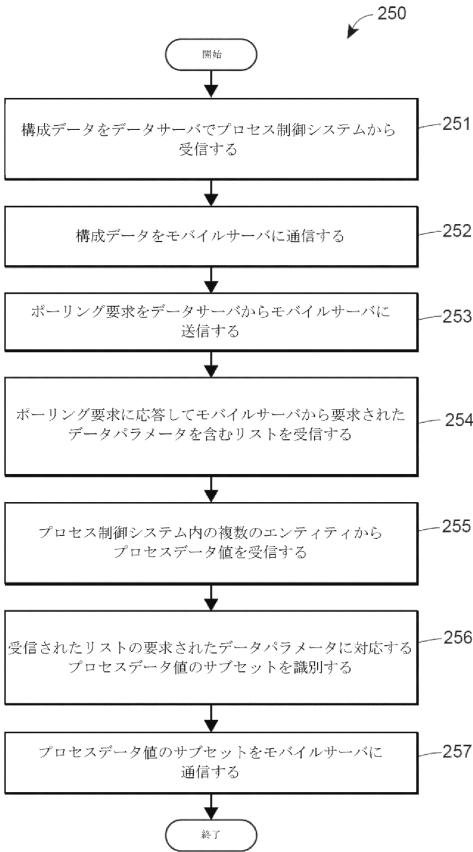 250
開始
構成データをデータサーバでプロセス制御システムから
受信する
251
構成データをモバイルサーバに通信する
252
ポーリング要求をデータサーバからモバイルサーバに
送信する
253
ポーリング要求に応答してモバイルサーバから要求された
データパラメータを含むリストを受信する
254
プロセス制御システム内の複数のエンティティから
プロセスデータ値を受信する
255
受信されたリストの要求されたデータパラメータに対応する
プロセスデータ値のサブセットを識別する
256
プロセスデータ値のサブセットをモバイルサーバに
通信する
257
終了